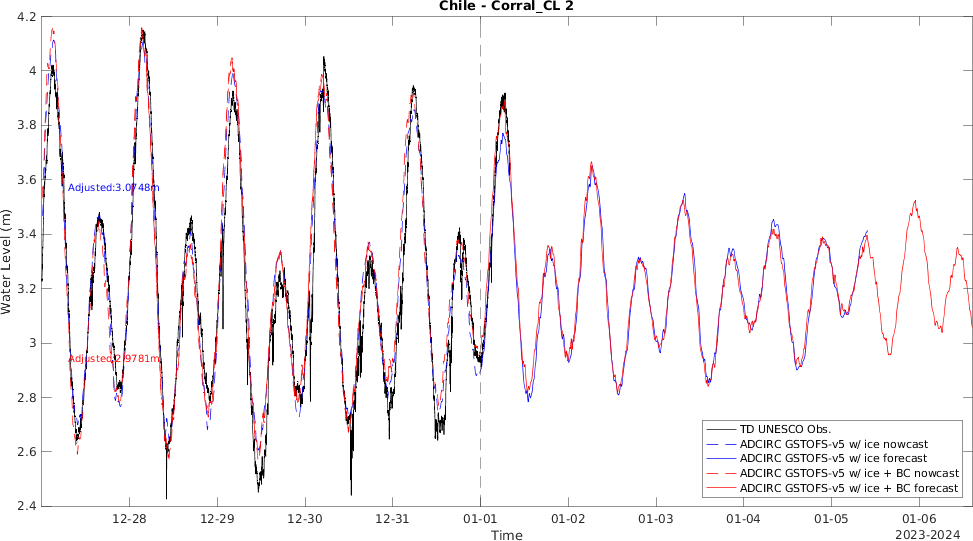 Chile - Corral_CL 2
4.2
4
3.8
3.6
3.4
3.2
3
2.8
2.6
2.4
Water Level (m)
Adjusted:3.0748m
Adjusted:2.9781m
TD UNESCO Obs.
ADCIRC GSTOFS-v5 w/ ice nowcast
ADCIRC GSTOFS-v5 w/ ice forecast
ADCIRC GSTOFS-v5 w/ ice + BC nowcast
ADCIRC GSTOFS-v5 w/ ice + BC forecast
12-28 12-29 12-30 12-31 01-01 01-02 01-03 01-04 01-05 01-06
Time
2023-2024